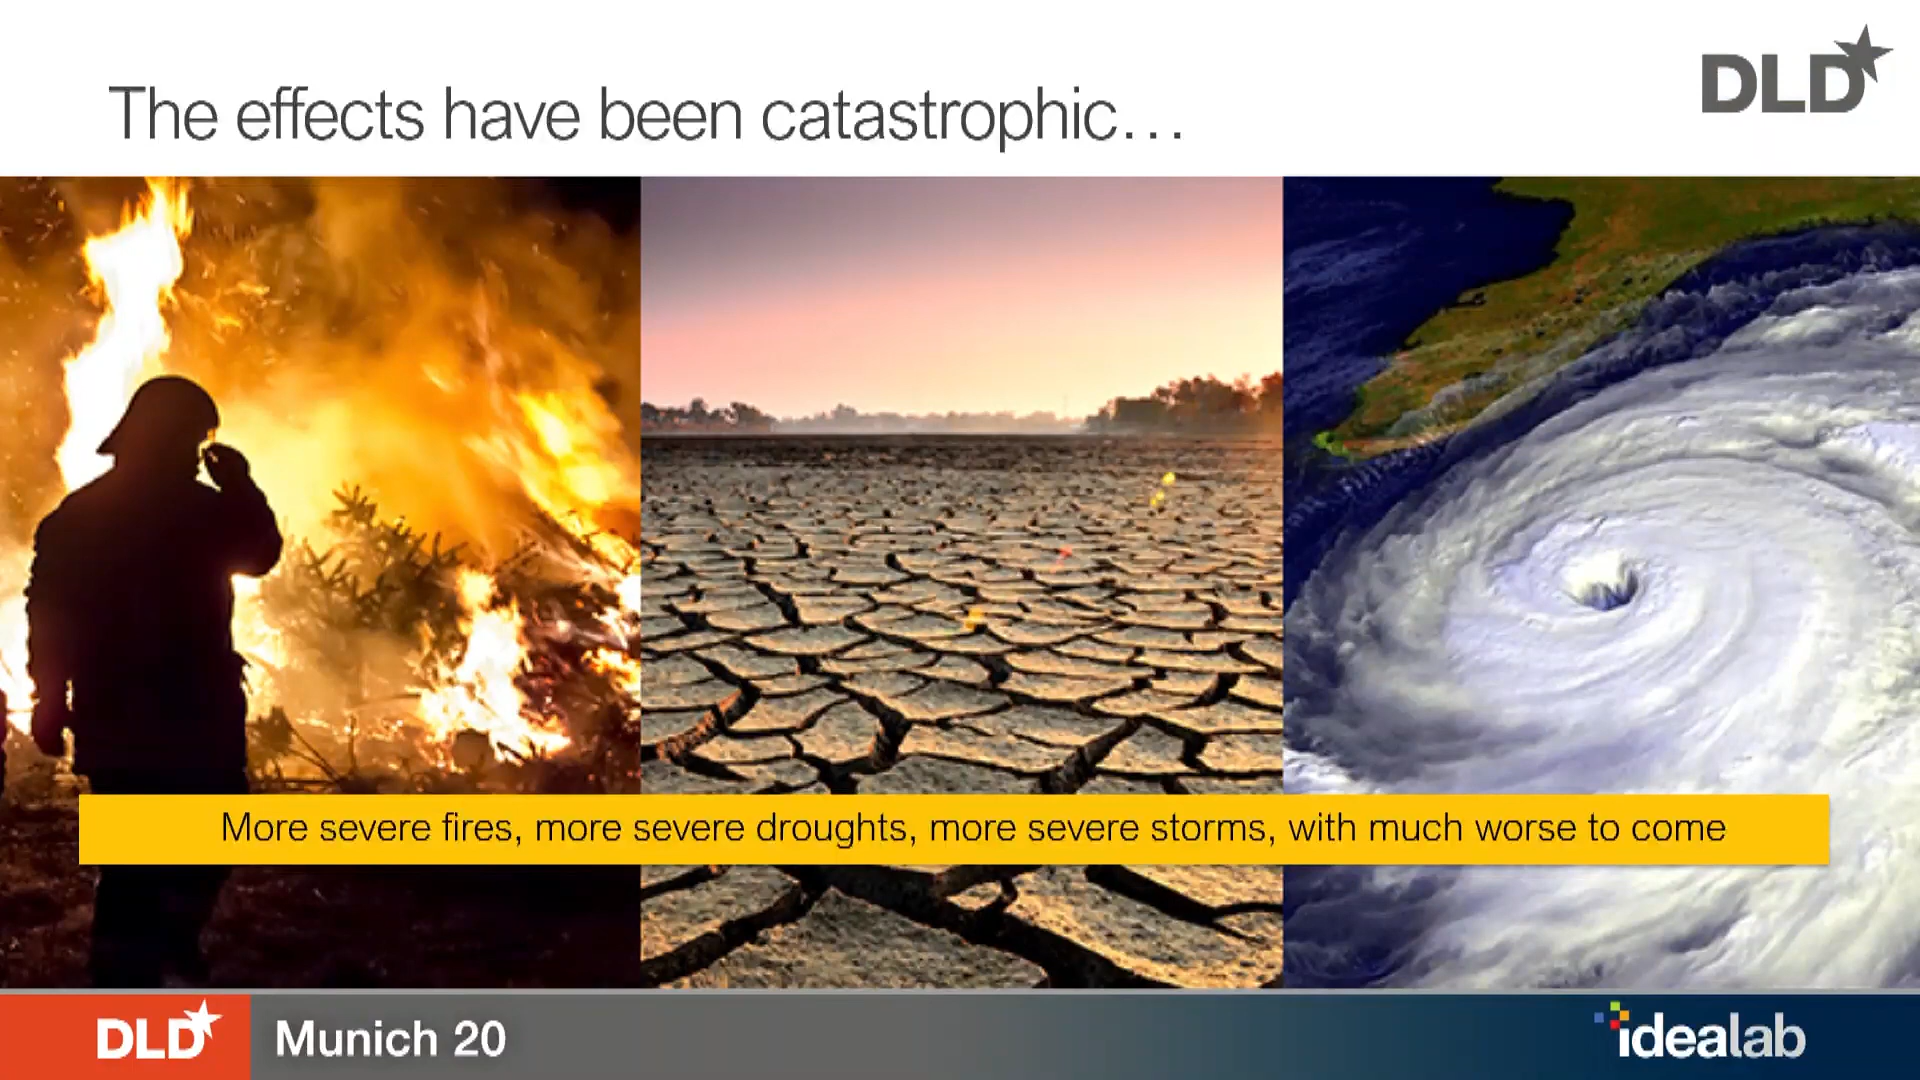 The effects have been catastrophic...
DLD
More severe fires, more severe droughts, more severe storms, with much worse to come
DLD
Munich 20
idealab